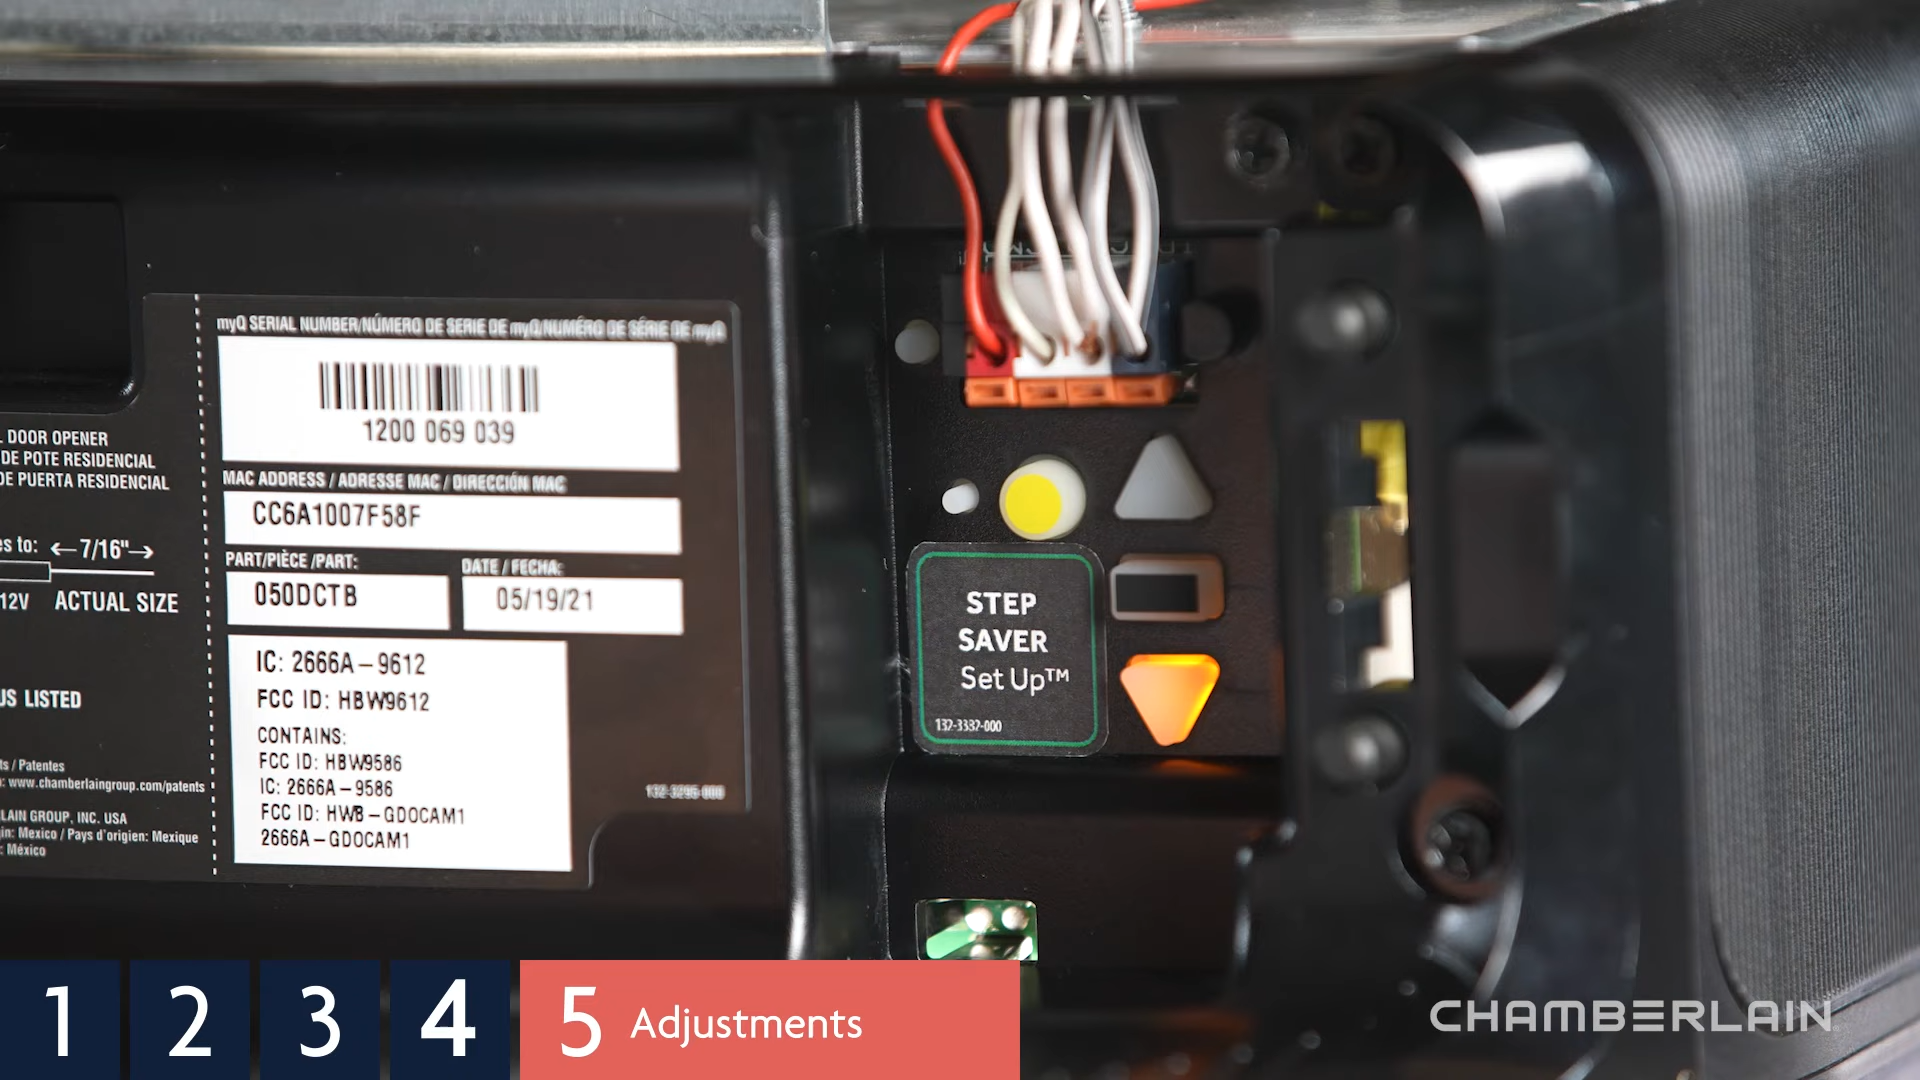 myQ SERIAL NUMBER/NÚMERO DE SERIE DE myQ/NUMÉRO DE SÉRIE DE myQ
1200 069 039
MAC ADDRESS / ADRESSE MAC / DIRECCIÓN MAC
CC6A1007F58F
PART/PIÈCE /PART:
DATE / FECHA:
050DCTB
05/19/21
IC: 2666A-9612
FCC ID: HBW9612
CONTAINS:
FCC ID: HBW9586
IC: 2666A-9586
FCC ID: HWB-GDOCAM1
2666A-GDOCAM1
132-3295-000
DOOR OPENER
DE POTE RESIDENCIAL
DE PUERTA RESIDENCIAL
to: ←7/16"→
12V ACTUAL SIZE
US LISTED
/ Patentes
www.chamberlaingroup.com/patents
GROUP, INC. USA
Mexico / Pays d'origien: Mexique
: México
STEP
SAVER
Set Up™
132-3332-000
1 2 3 4 5 Adjustments
CHAMBERLAIN